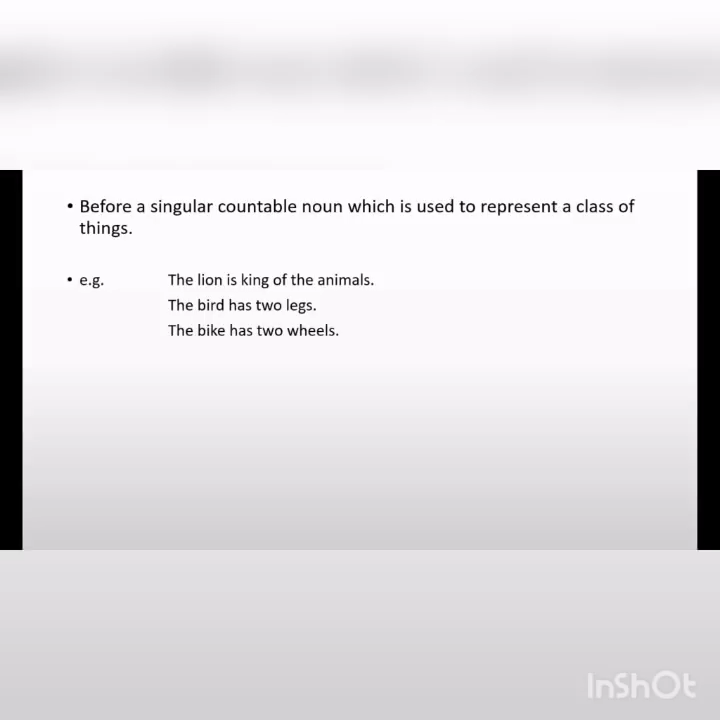 • Before a singular countable noun which is used to represent a class of
things.
• e.g. The lion is king of the animals.
The bird has two legs.
The bike has two wheels.
InShOt